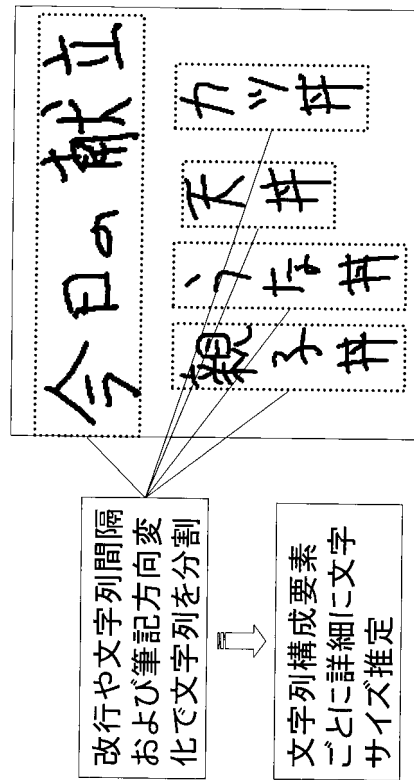 改行や文字列間隔
および筆記方向変
化で文字列を分割
文字列構成要素
ごとに詳細に文字
サイズ推定
今日の献立
カツ丼
天丼
うな丼
親子丼